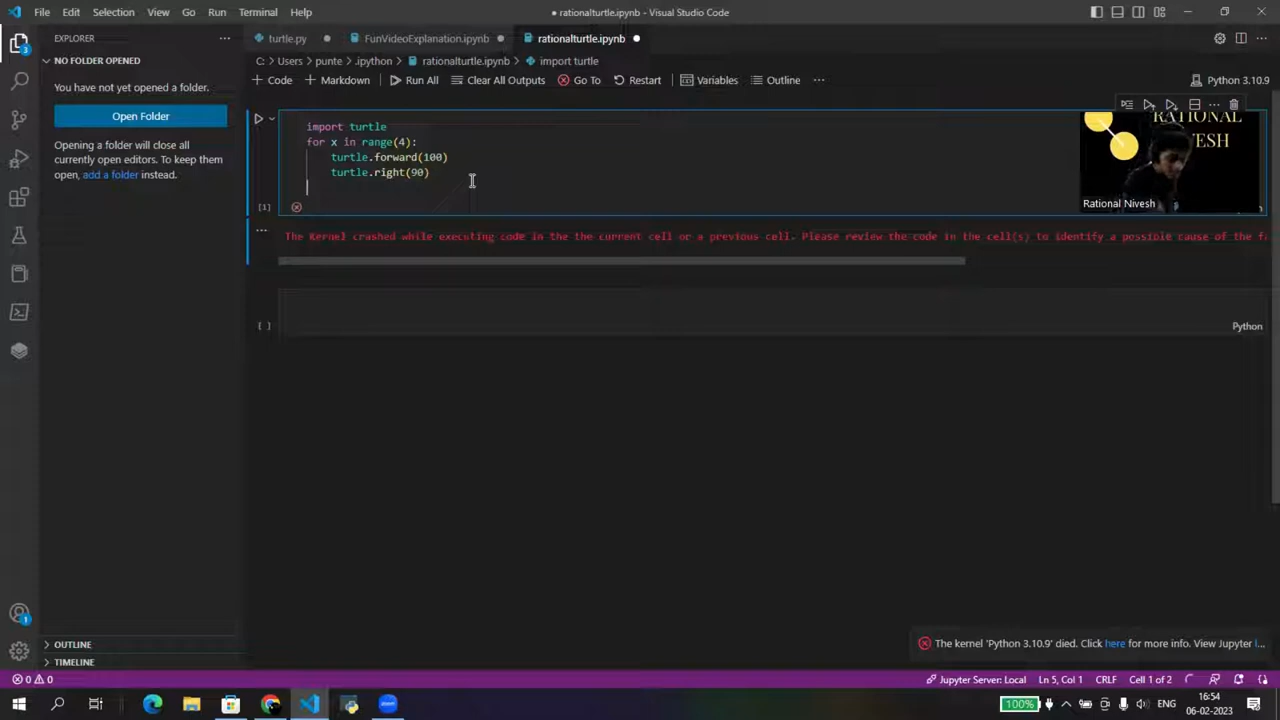 File Edit Selection View Go Run Terminal Help
● rationalturtle.ipynb - Visual Studio Code
EXPLORER
turtle.py
FunVideoExplanation.ipynb
rationalturtle.ipynb
NO FOLDER OPENED
C: > Users > punte > .ipython > rationalturtle.ipynb > import turtle
You have not yet opened a folder.
+ Code + Markdown Run All Clear All Outputs Go To Restart Variables Outline ...
Python 3.10.9
Open Folder
Opening a folder will close all
currently open editors. To keep them
open, add a folder instead.
import turtle
for x in range(4):
    turtle.forward(100)
    turtle.right(90)
[1]
RATIONAL
Rational Nivesh
The Kernel crashed while executing code in the the current cell or a previous cell. Please review the code in the cell(s) to identify a possible cause of the f
[ ]
Python
The kernel 'Python 3.10.9' died. Click here for more info. View Jupyter l...
3
1
OUTLINE
TIMELINE
0 0
Jupyter Server: Local Ln 5, Col 1 CRLF Cell 1 of 2
100%
zoom
16:54
06-02-2023